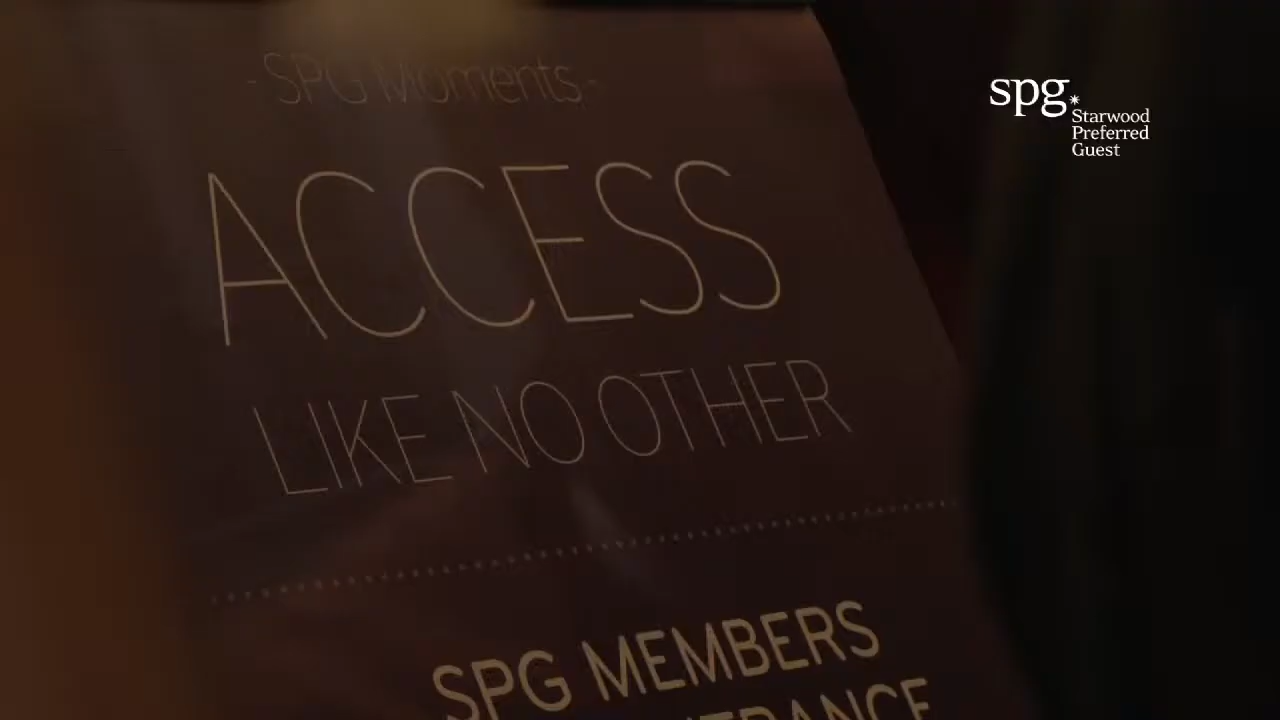 -SPG Moments-
ACCESS
LIKE NO OTHER
SPG MEMBERS
spg
Starwood
Preferred
Guest